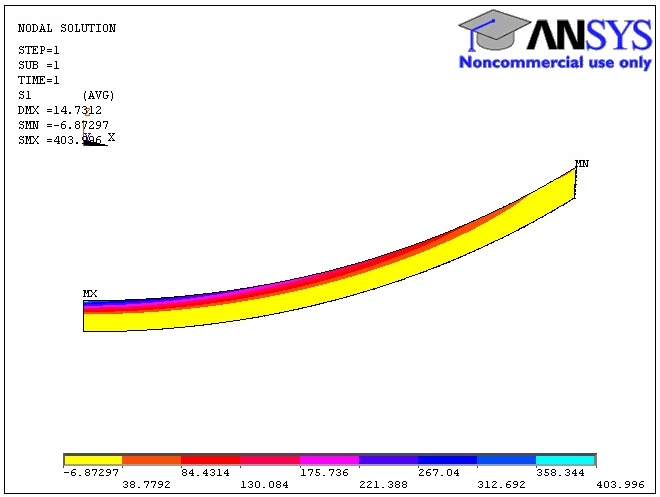 NODAL SOLUTION
ANSYS
Noncommercial use only
STEP=1
SUB =1
TIME=1
S1 (AVG)
DMX =14.7312
SMN =-6.87297
SMX =403.996
X
MN
MX
-6.87297 84.4314 175.736 267.04 358.344
38.7792 130.084 221.388 312.692 403.996